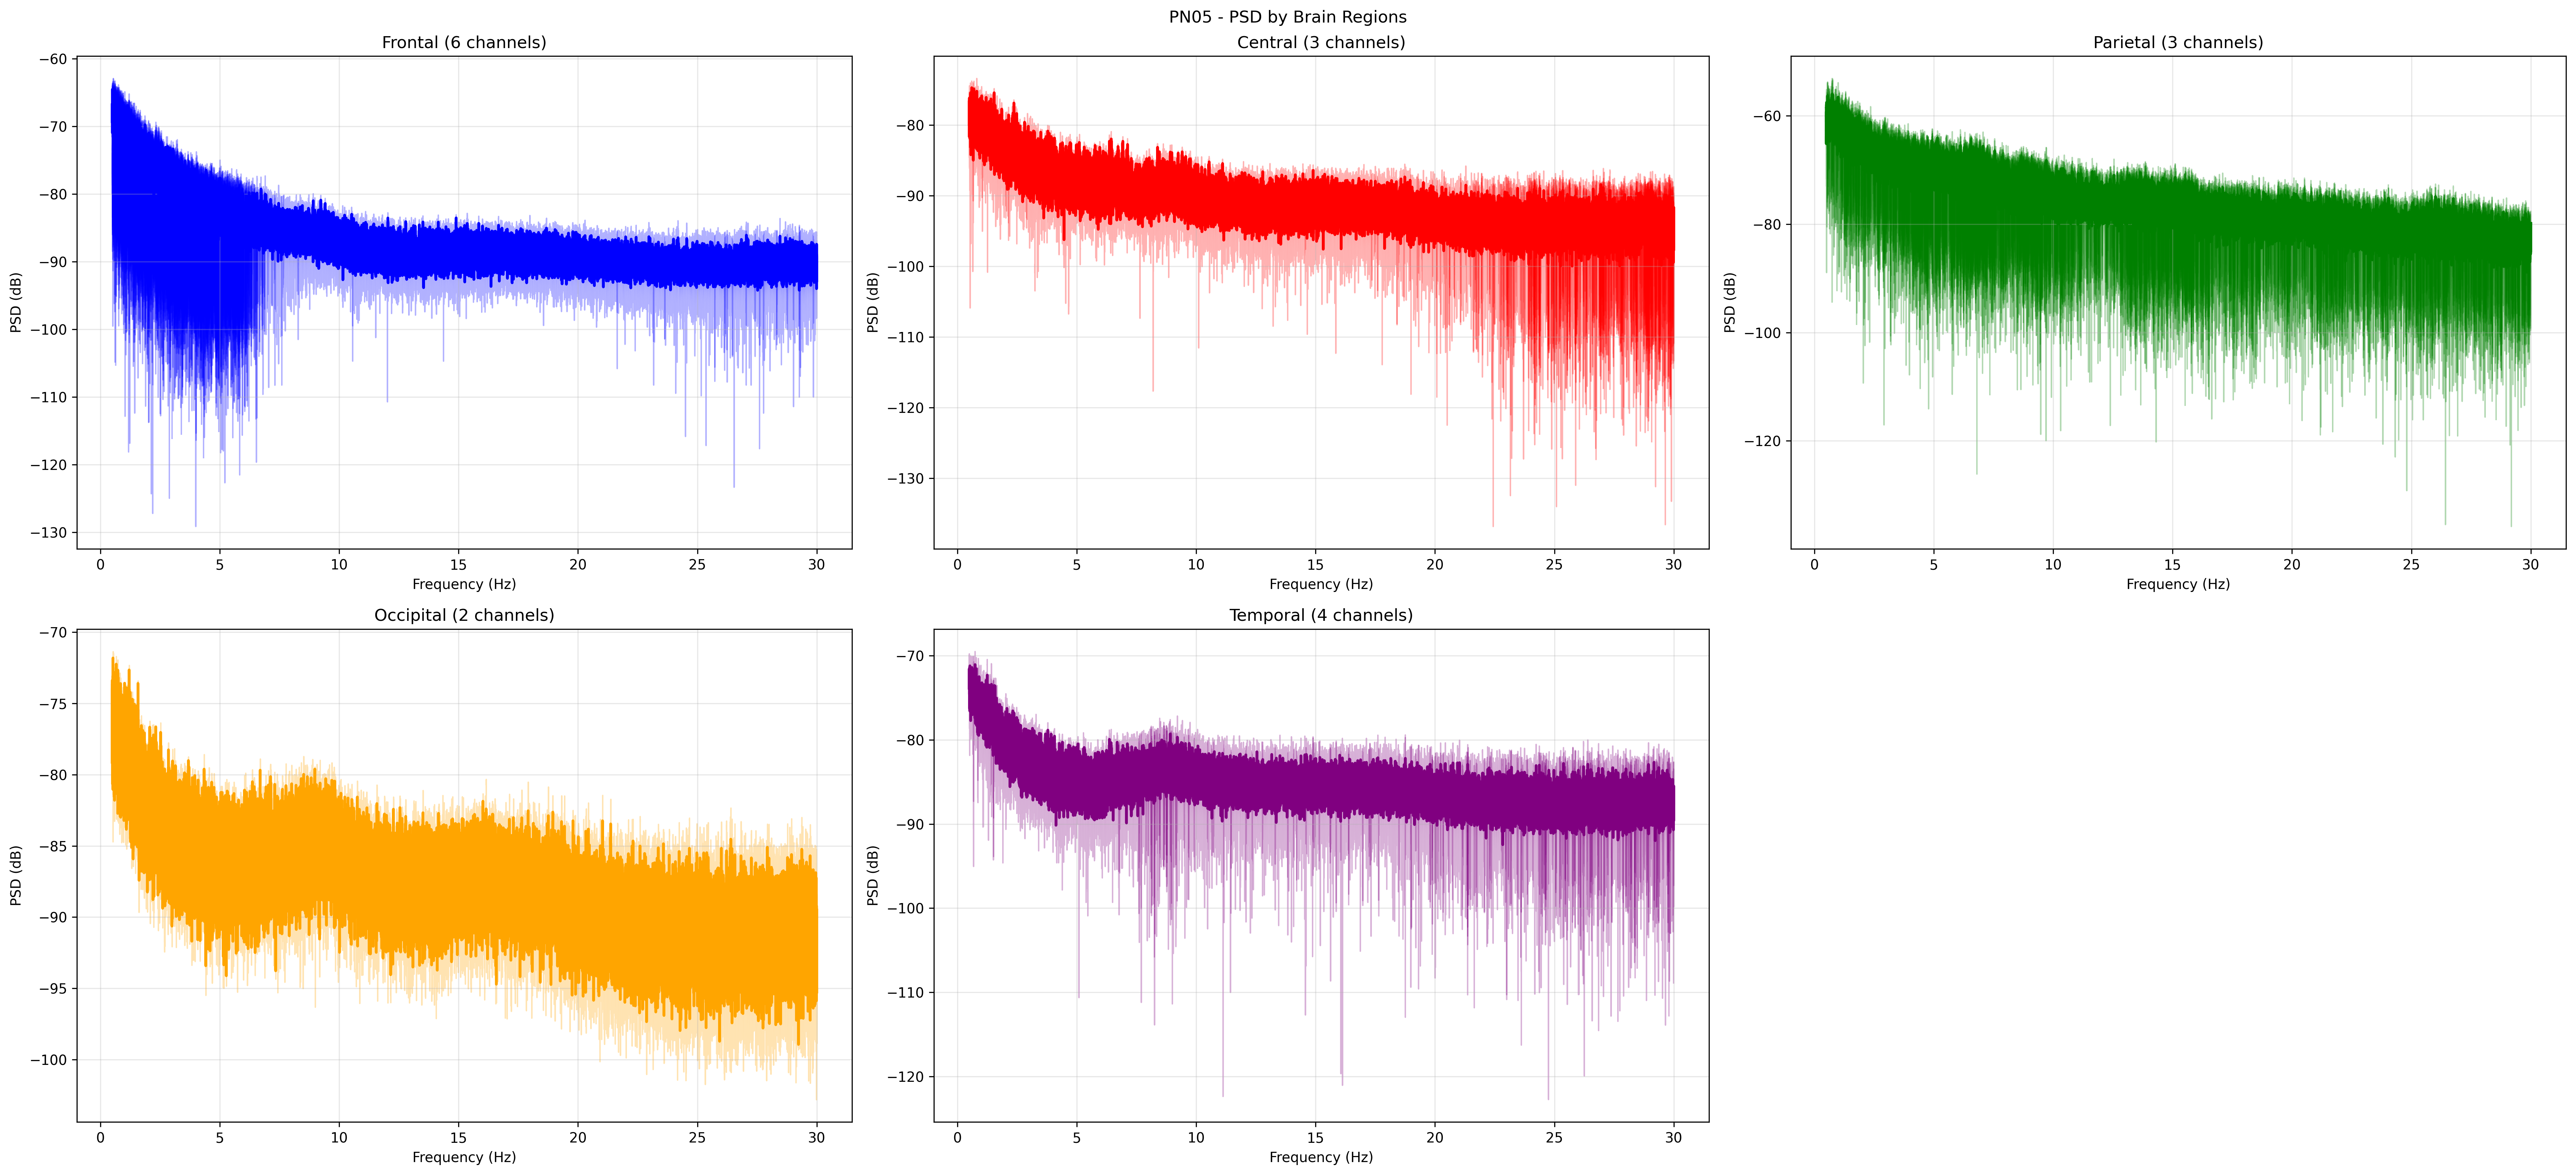 PN05 - PSD by Brain Regions
Frontal (6 channels)
−60
−70
−80
−90
−100
−110
−120
−130
PSD (dB)
0 5 10 15 20 25 30
Frequency (Hz)
Central (3 channels)
−80
−90
−100
−110
−120
−130
PSD (dB)
0 5 10 15 20 25 30
Frequency (Hz)
Parietal (3 channels)
−60
−80
−100
−120
PSD (dB)
0 5 10 15 20 25 30
Frequency (Hz)
Occipital (2 channels)
−70
−75
−80
−85
−90
−95
−100
PSD (dB)
0 5 10 15 20 25 30
Frequency (Hz)
Temporal (4 channels)
−70
−80
−90
−100
−110
−120
PSD (dB)
0 5 10 15 20 25 30
Frequency (Hz)